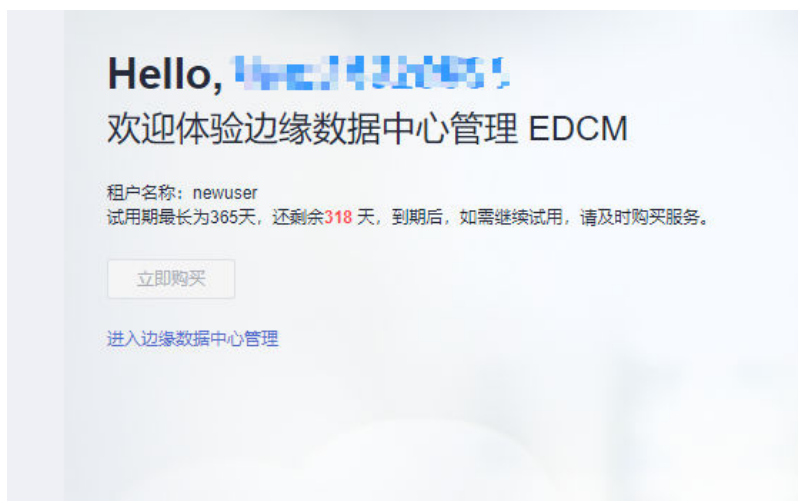 Hello,
欢迎体验边缘数据中心管理 EDCM
租户名称：newuser
试用期最长为365天，还剩余318 天，到期后，如需继续试用，请及时购买服务。
立即购买
进入边缘数据中心管理